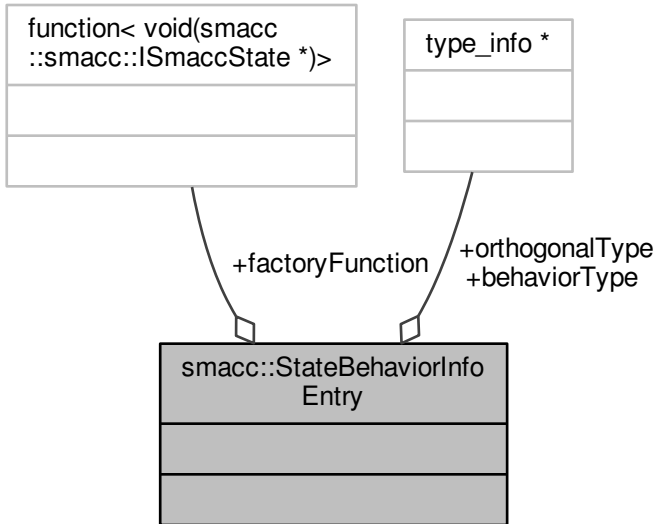 function< void(smacc
::smacc::ISmaccState *)>
type_info *
+factoryFunction
+orthogonalType
+behaviorType
smacc::StateBehaviorInfo
Entry